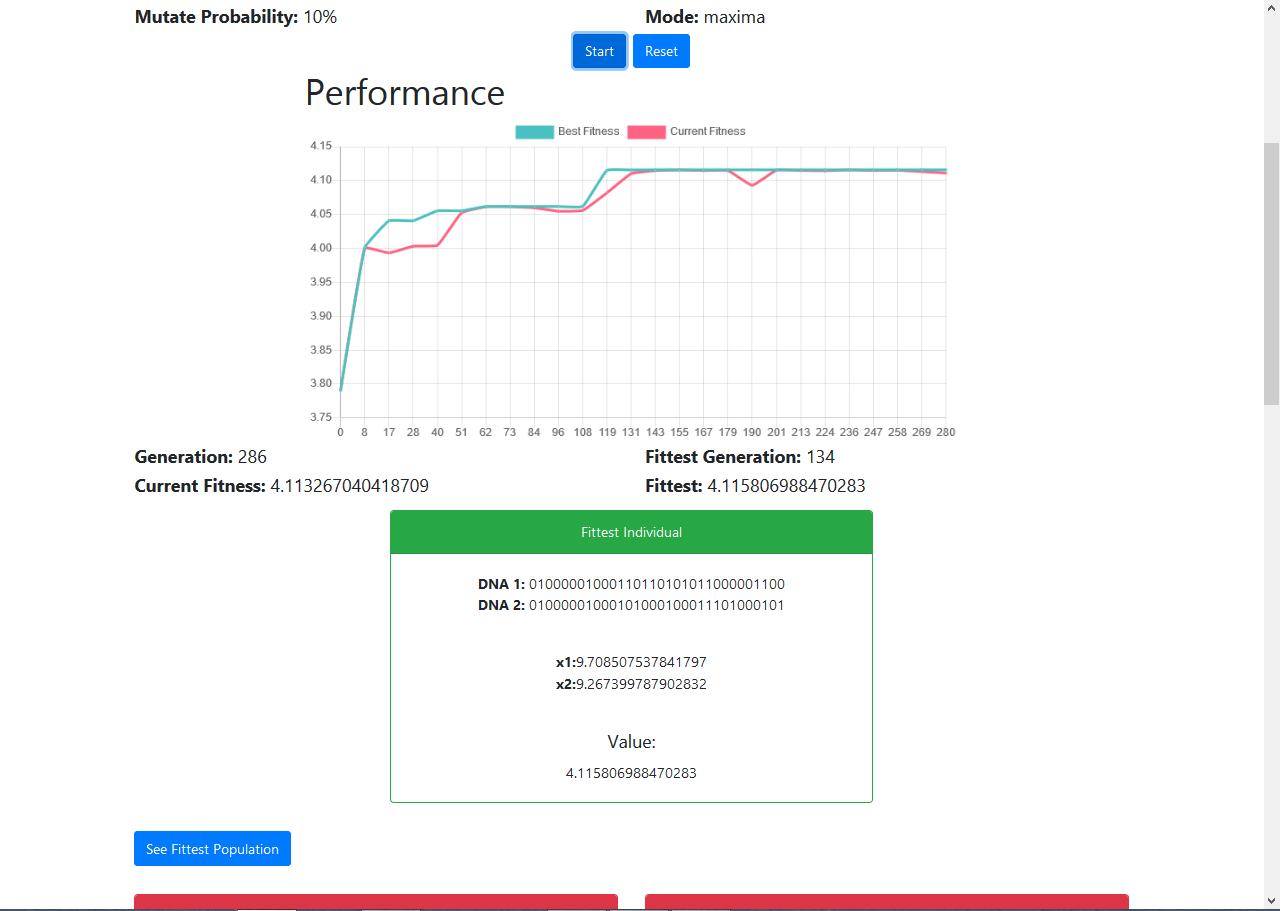 Mutate Probability: 10% Mode: maxima
Start Reset
Performance
Best Fitness Current Fitness
4.15
4.10
4.05
4.00
3.95
3.90
3.85
3.80
3.75
0 8 17 28 40 51 62 73 84 96 108 119 131 143 155 167 179 190 201 213 224 236 247 258 269 280
Generation: 286 Fittest Generation: 134
Current Fitness: 4.113267040418709 Fittest: 4.115806988470283
Fittest Individual
DNA 1: 01000001000110110101011000001100
DNA 2: 01000001000101000100011101000101
x1:9.708507537841797
x2:9.267399787902832
Value:
4.115806988470283
See Fittest Population